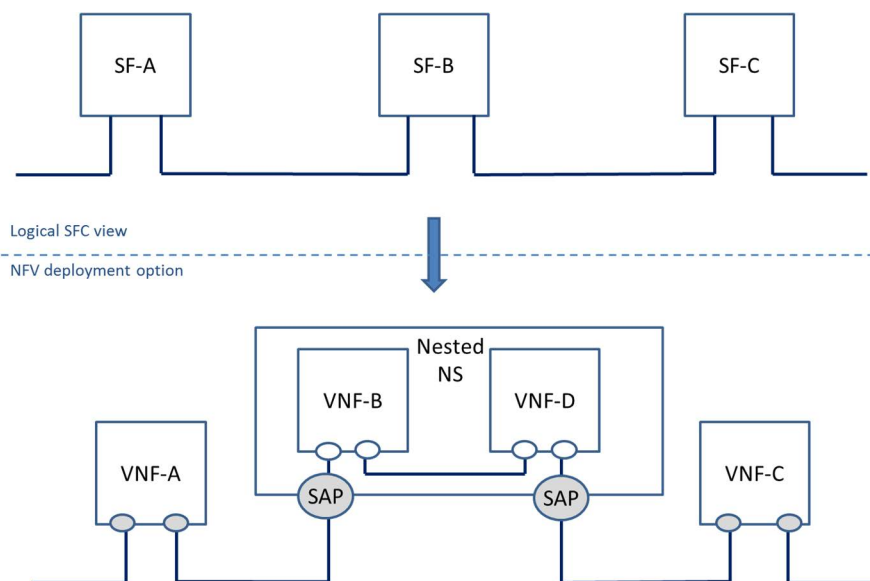 SF-A
SF-B
SF-C
Logical SFC view
NFV deployment option
Nested
NS
VNF-B
VNF-D
VNF-A
VNF-C
SAP
SAP